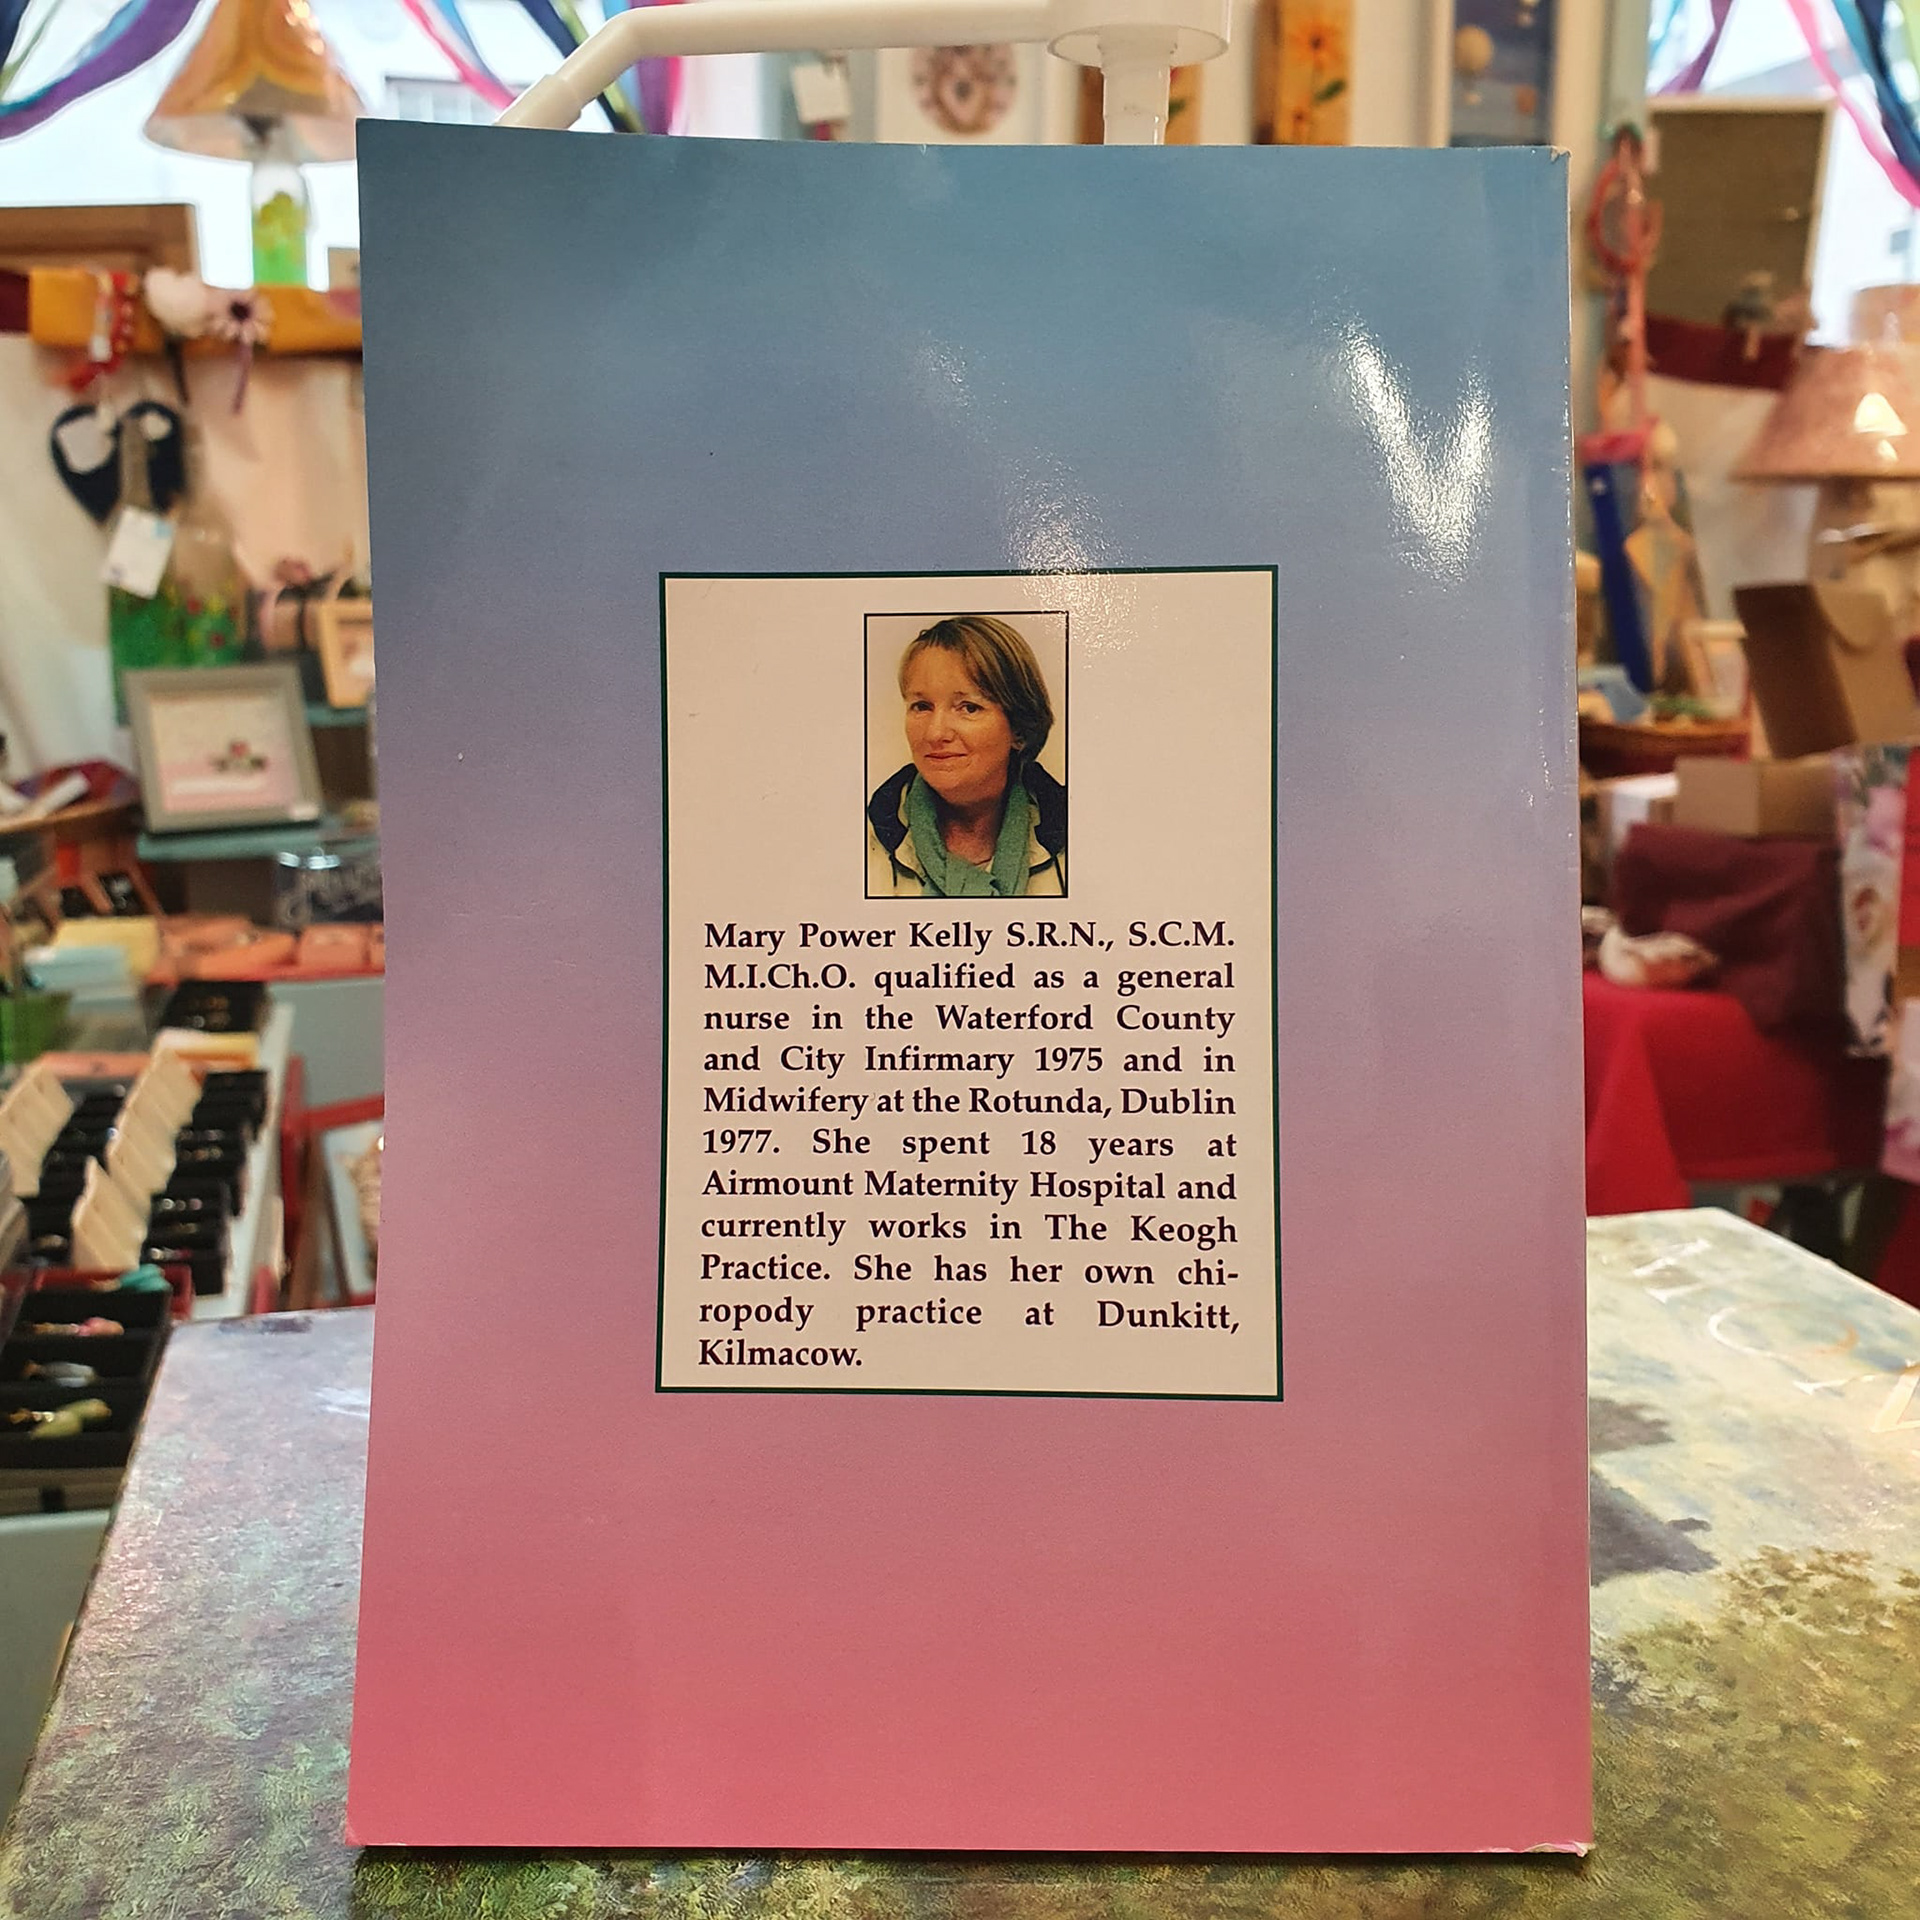 Mary Power Kelly S.R.N., S.C.M.
M.I.Ch.O. qualified as a general
nurse in the Waterford County
and City Infirmary 1975 and in
Midwifery at the Rotunda, Dublin
1977. She spent 18 years at
Airmount Maternity Hospital and
currently works in The Keogh
Practice. She has her own chi-
ropody practice at Dunkitt,
Kilmacow.